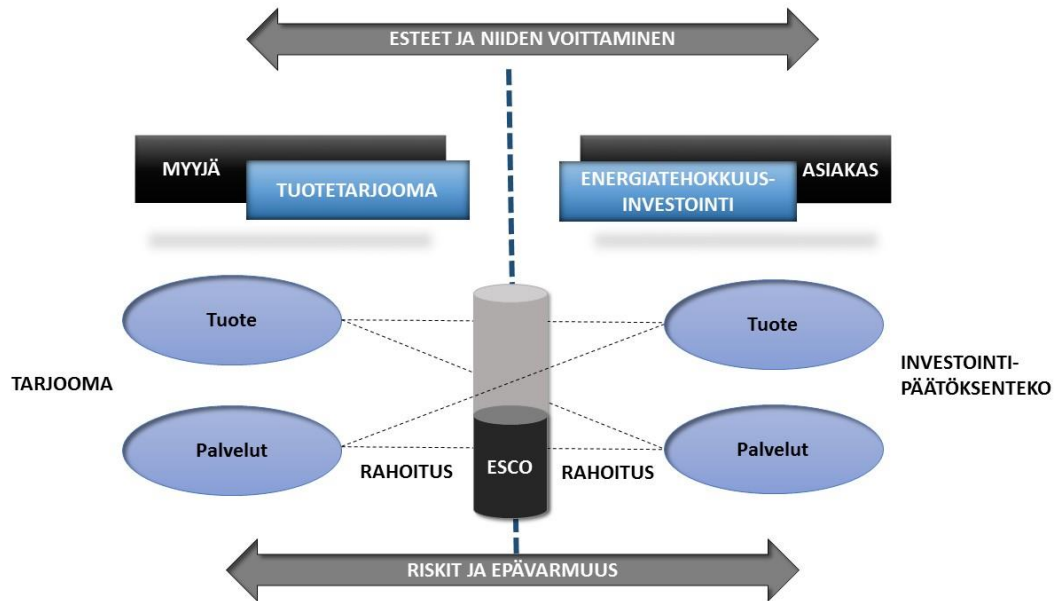 ESTEET JA NIIDEN VOITTAMINEN
MYYJÄ
TUOTETARJOOMA
ENERGIATEHOKKUUS-
INVESTOINTI
ASIAKAS
Tuote
Tuote
TARJOOMA
INVESTOINTI-
PÄÄTÖKSENTEKO
Palvelut
Palvelut
RAHOITUS
ESCO
RAHOITUS
RISKIT JA EPÄVARMUUS